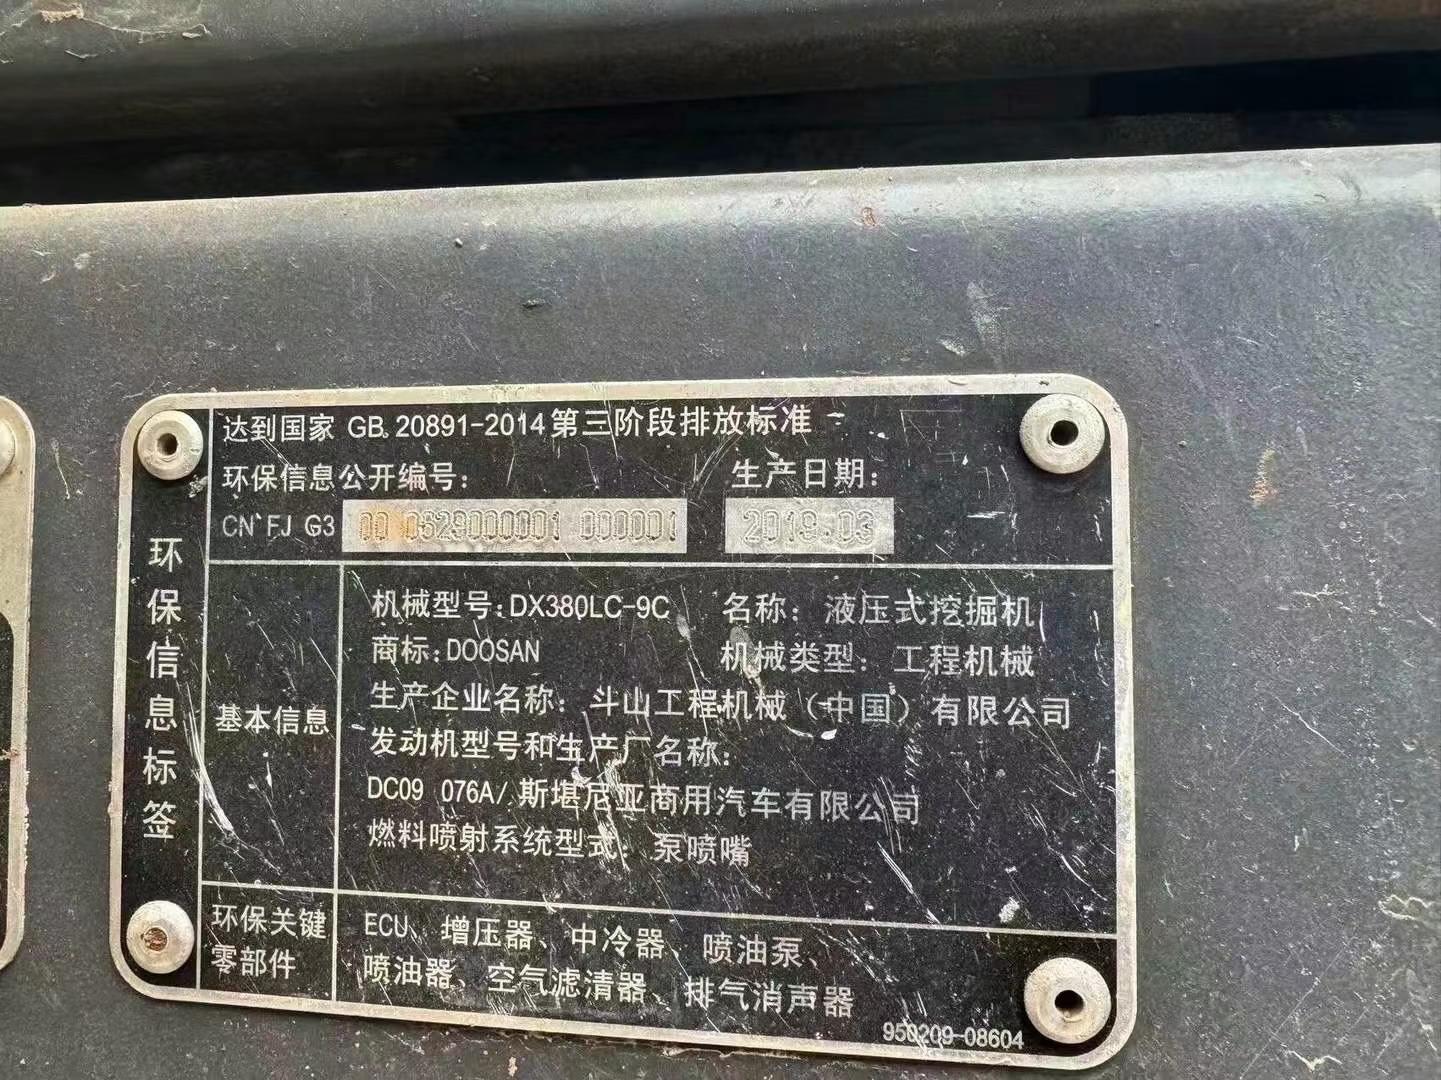 达到国家 GB 20891-2014第三阶段排放标准
环保信息公开编号:
生产日期:
CN FJ G3 00 0629000001 000001
2019.03
环保信息标签
基本信息
机械型号:DX380LC-9C 名称: 液压式挖掘机
商标:DOOSAN 机械类型: 工程机械
生产企业名称: 斗山工程机械(中国)有限公司
发动机型号和生产厂名称:
DC09 076A/斯堪尼亚商用汽车有限公司
燃料喷射系统型式: 泵喷嘴
环保关键
零部件
ECU、增压器、中冷器、喷油泵、
喷油器、空气滤清器、排气消声器
950209-08604